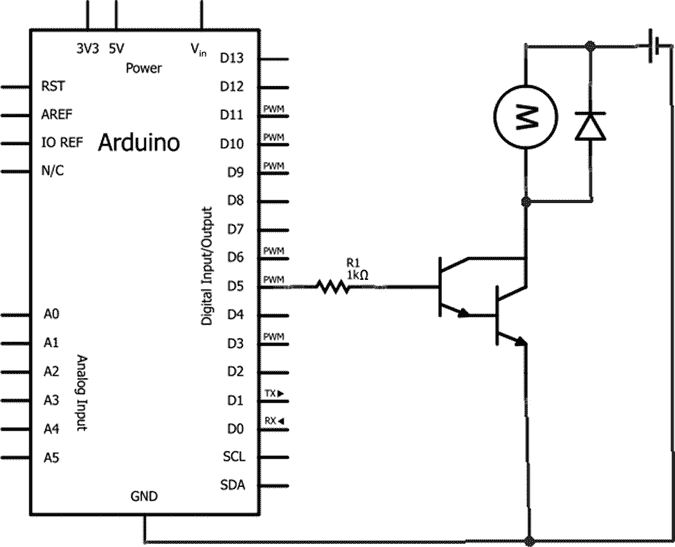 3V3 5V Vin
Power
RST
AREF
IO REF
N/C
Arduino
A0
A1
A2
A3
A4
A5
Analog Input
Digital Input/Output
D13
D12
D11 PWM
D10 PWM
D9 PWM
D8
D7
D6 PWM
D5 PWM
D4
D3 PWM
D2
D1 TX▶
D0 RX◀
SCL
SDA
GND
R1
1kΩ
M